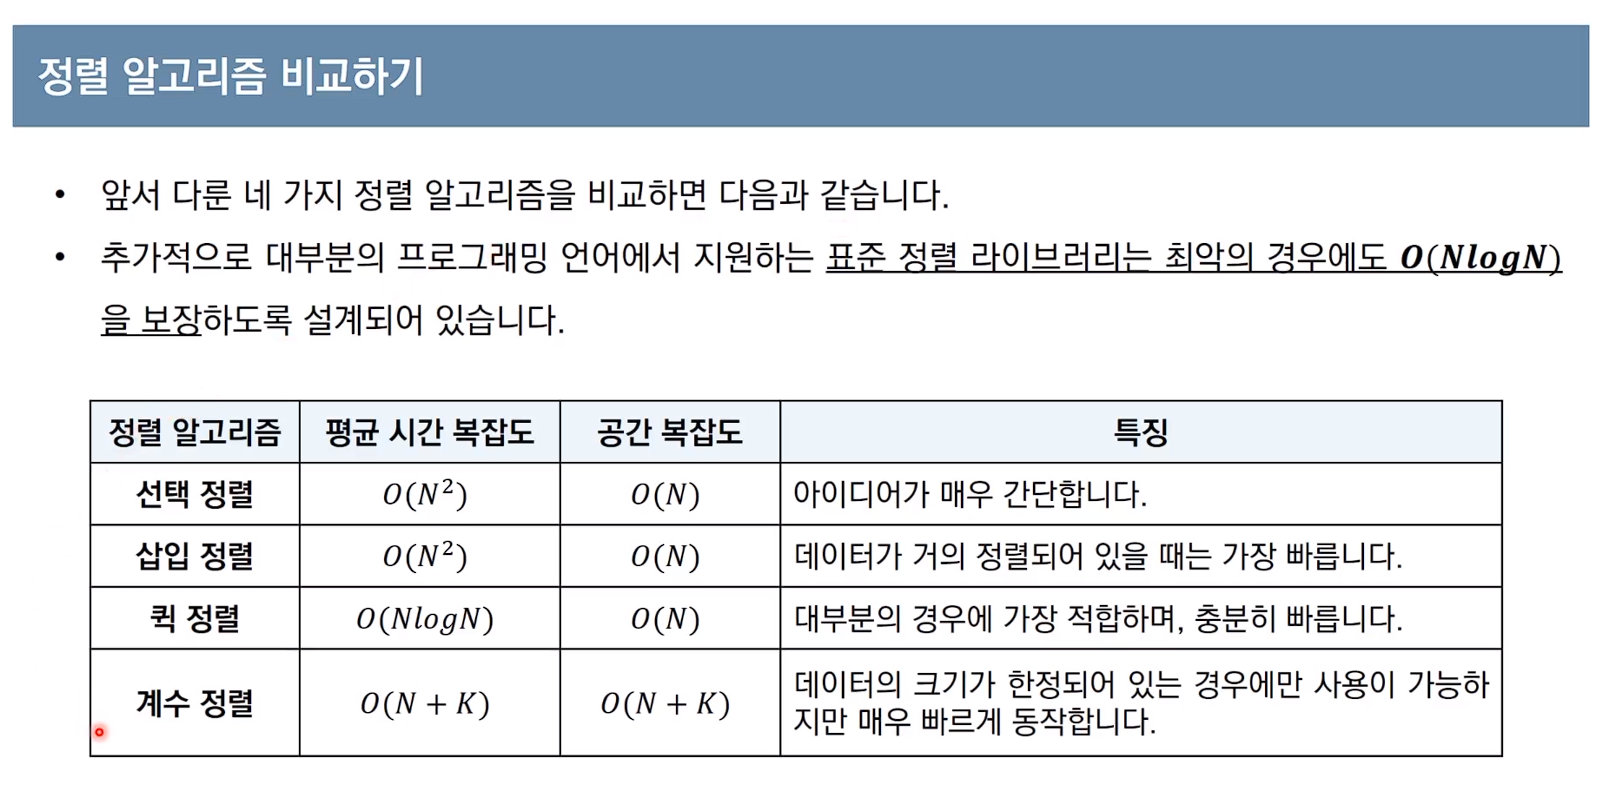 정렬 알고리즘 비교하기
• 앞서 다룬 네 가지 정렬 알고리즘을 비교하면 다음과 같습니다.
• 추가적으로 대부분의 프로그래밍 언어에서 지원하는 표준 정렬 라이브러리는 최악의 경우에도 O(NlogN)
을 보장하도록 설계되어 있습니다.
정렬 알고리즘 평균 시간 복잡도 공간 복잡도 특징
선택 정렬 O(N²) O(N) 아이디어가 매우 간단합니다.
삽입 정렬 O(N²) O(N) 데이터가 거의 정렬되어 있을 때는 가장 빠릅니다.
퀵 정렬 O(NlogN) O(N) 대부분의 경우에 가장 적합하며, 충분히 빠릅니다.
계수 정렬 O(N + K) O(N + K) 데이터의 크기가 한정되어 있는 경우에만 사용이 가능하
지만 매우 빠르게 동작합니다.